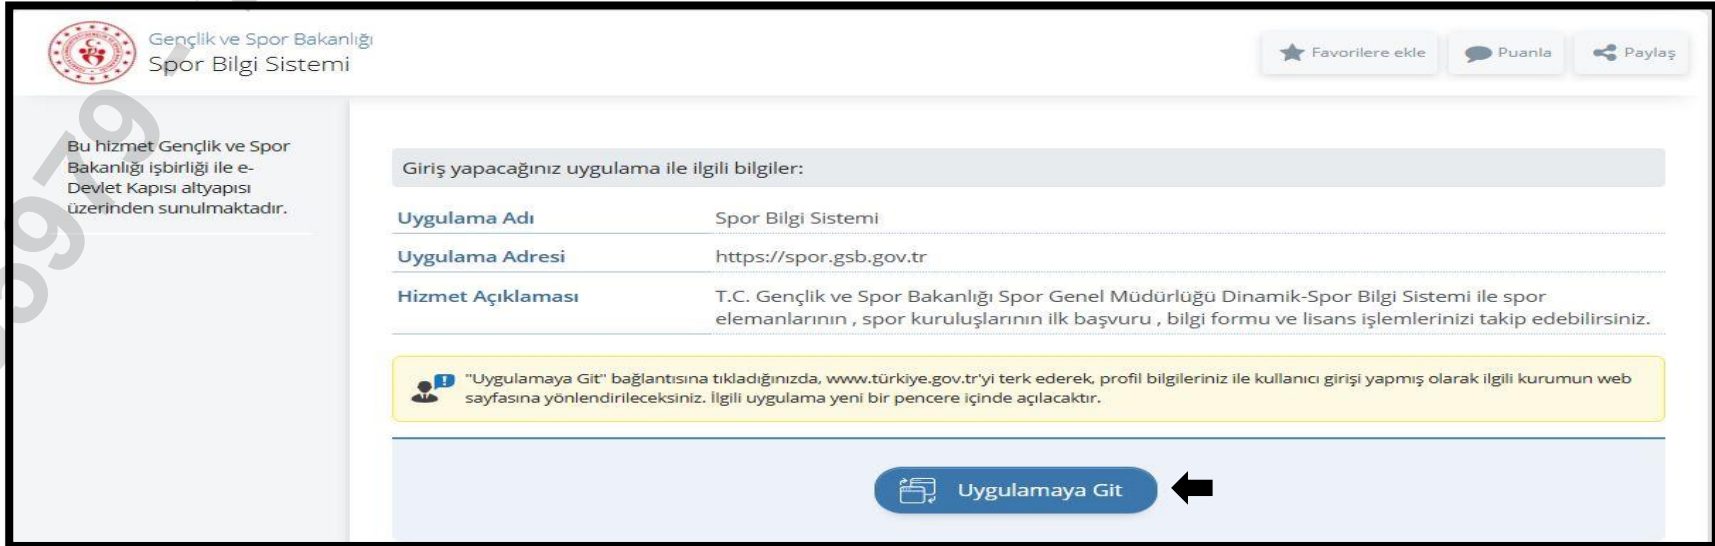 Gençlik ve Spor Bakanlığı
Spor Bilgi Sistemi
Favorilere ekle
Puanla
Paylaş
Bu hizmet Gençlik ve Spor
Bakanlığı işbirliği ile e-
Devlet Kapısı altyapısı
üzerinden sunulmaktadır.
Giriş yapacağınız uygulama ile ilgili bilgiler:
Uygulama Adı Spor Bilgi Sistemi
Uygulama Adresi https://spor.gsb.gov.tr
Hizmet Açıklaması T.C. Gençlik ve Spor Bakanlığı Spor Genel Müdürlüğü Dinamik-Spor Bilgi Sistemi ile spor
elemanlarının , spor kuruluşlarının ilk başvuru , bilgi formu ve lisans işlemlerinizi takip edebilirsiniz.
"Uygulamaya Git" bağlantısına tıkladığınızda, www.türkiye.gov.tr'yi terk ederek, profil bilgileriniz ile kullanıcı girişi yapmış olarak ilgili kurumun web
sayfasına yönlendirileceksiniz. İlgili uygulama yeni bir pencere içinde açılacaktır.
Uygulamaya Git